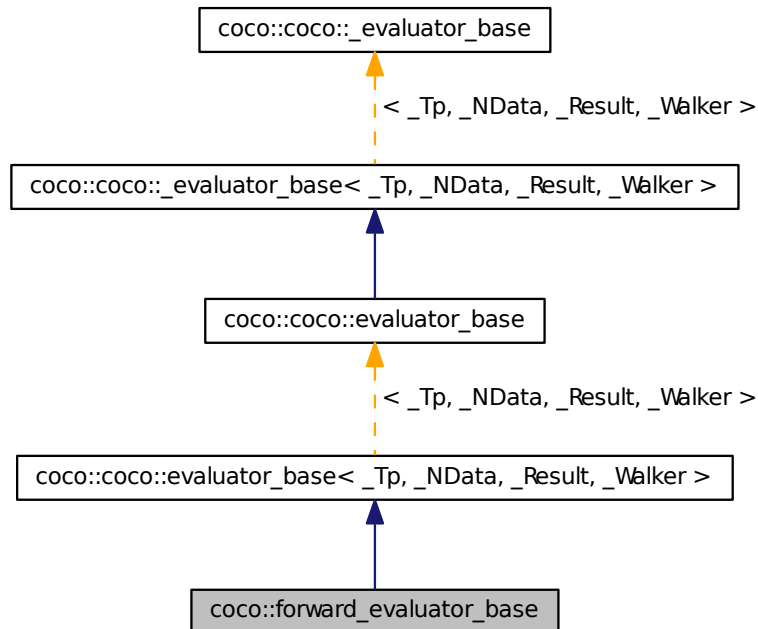 coco::coco::_evaluator_base
< _Tp, _NData, _Result, _Walker >
coco::coco::_evaluator_base< _Tp, _NData, _Result, _Walker >
coco::coco::evaluator_base
< _Tp, _NData, _Result, _Walker >
coco::coco::evaluator_base< _Tp, _NData, _Result, _Walker >
coco::forward_evaluator_base